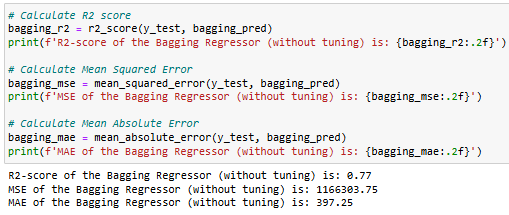 # Calculate R2 score
bagging_r2 = r2_score(y_test, bagging_pred)
print(f'R2-score of the Bagging Regressor (without tuning) is: {bagging_r2:.2f}')
# Calculate Mean Squared Error
bagging_mse = mean_squared_error(y_test, bagging_pred)
print(f'MSE of the Bagging Regressor (without tuning) is: {bagging_mse:.2f}')
# Calculate Mean Absolute Error
bagging_mae = mean_absolute_error(y_test, bagging_pred)
print(f'MAE of the Bagging Regressor (without tuning) is: {bagging_mae:.2f}')
R2-score of the Bagging Regressor (without tuning) is: 0.77
MSE of the Bagging Regressor (without tuning) is: 1166303.75
MAE of the Bagging Regressor (without tuning) is: 397.25